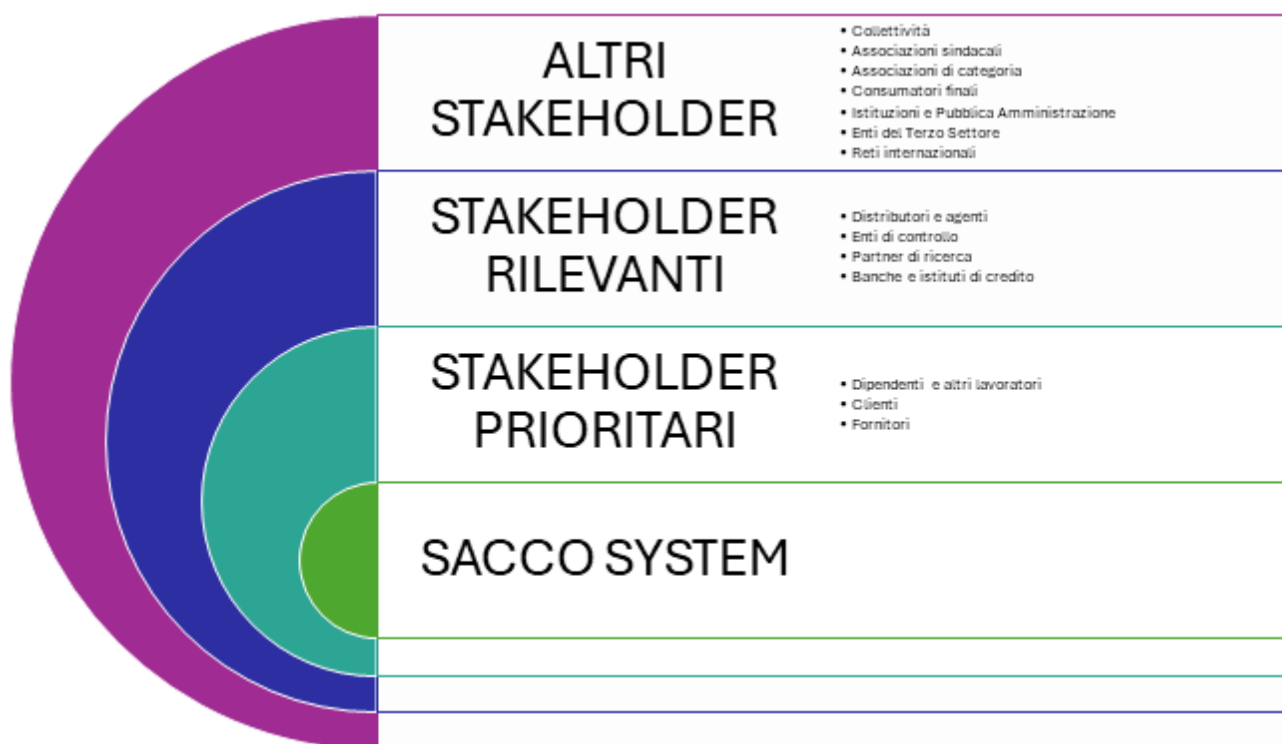 ALTRI
STAKEHOLDER
• Collettività
• Associazioni sindacali
• Associazioni di categoria
• Consumatori finali
• Istituzioni e Pubblica Amministrazione
• Enti del Terzo Settore
• Reti internazionali
STAKEHOLDER
RILEVANTI
• Distributori e agenti
• Enti di controllo
• Partner di ricerca
• Banche e istituti di credito
STAKEHOLDER
PRIORITARI
• Dipendenti e altri lavoratori
• Clienti
• Fornitori
SACCO SYSTEM